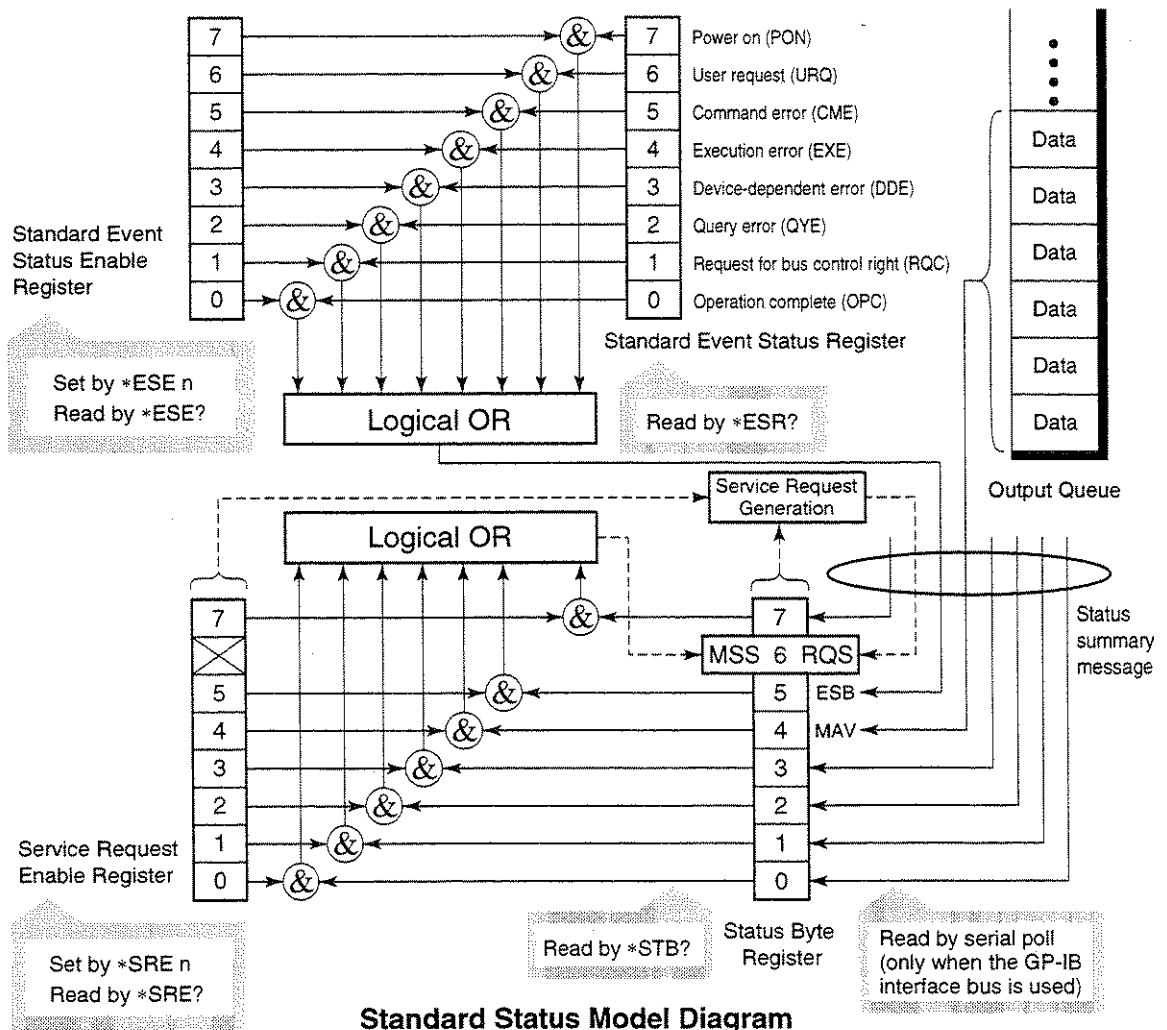 7 & 7 Power on (PON)
6 & 6 User request (URQ)
5 & 5 Command error (CME)
4 & 4 Execution error (EXE)
3 & 3 Device-dependent error (DDE)
2 & 2 Query error (QYE)
1 & 1 Request for bus control right (RQC)
0 & 0 Operation complete (OPC)
Standard Event
Status Enable
Register
Standard Event Status Register
Set by *ESE n
Read by *ESE?
Logical OR
Read by *ESR?
Data
Data
Data
Data
Data
Data
Output Queue
Service Request
Generation
Logical OR
7 & 7
MSS 6 RQS
5 & 5 ESB
4 & 4 MAV
3 & 3
2 & 2
1 & 1
0 & 0
Status
summary
message
Service Request
Enable Register
Set by *SRE n
Read by *SRE?
Read by *STB?
Status Byte
Register
Read by serial poll
(only when the GP-IB
interface bus is used)
Standard Status Model Diagram